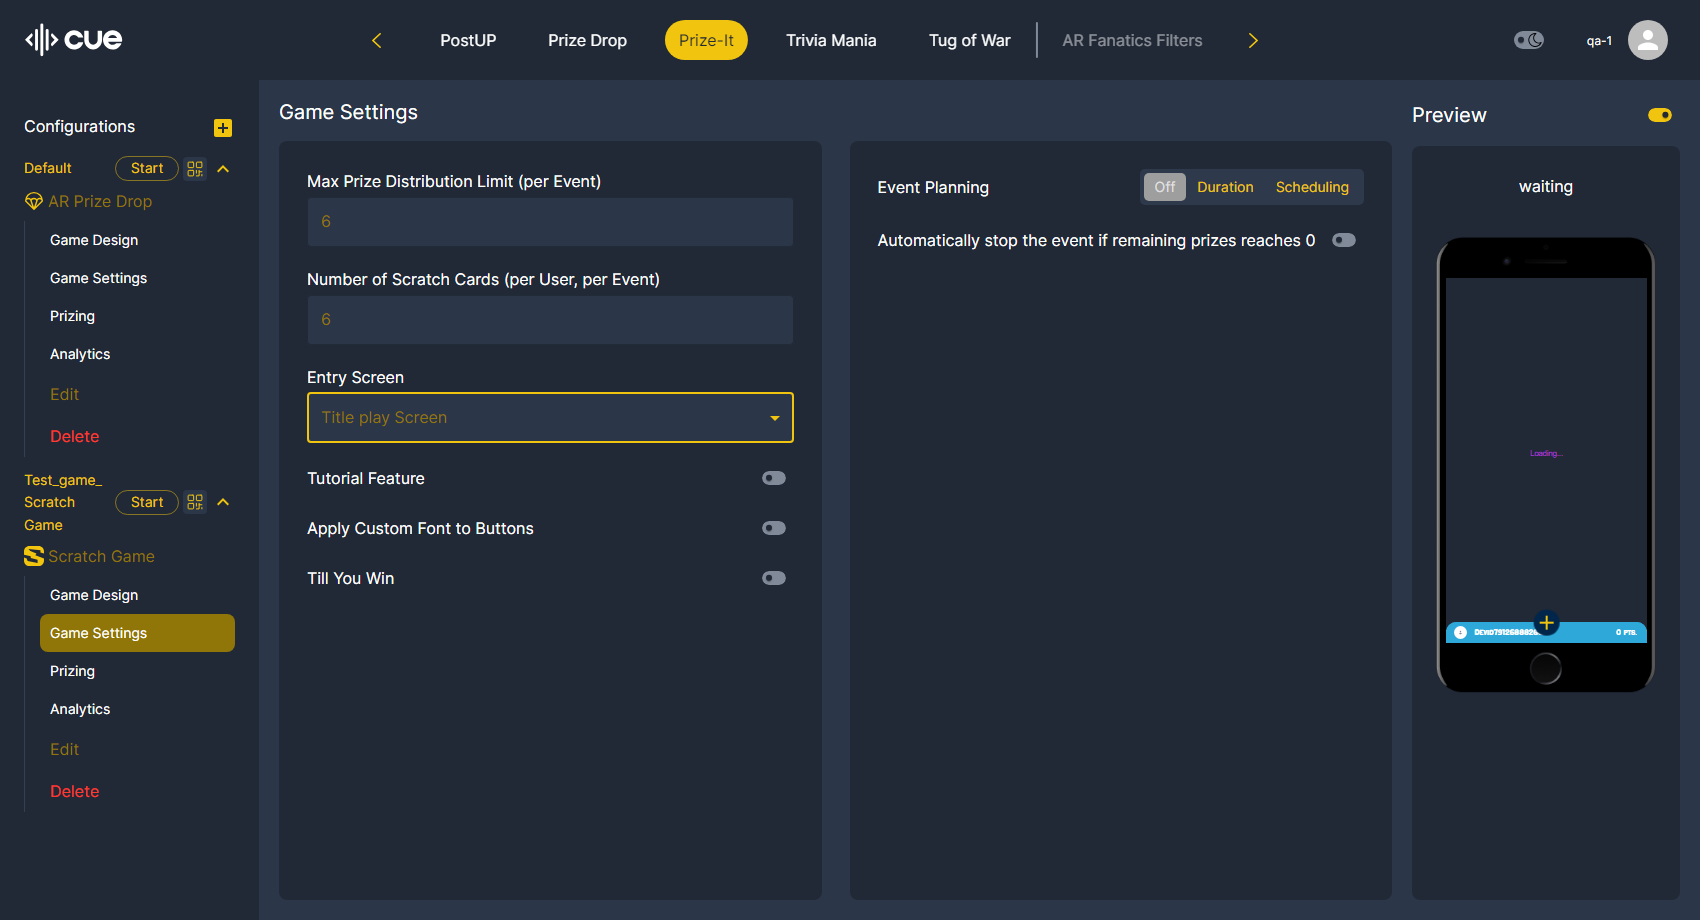 cue
PostUP
Prize Drop
Prize-It
Trivia Mania
Tug of War
AR Fanatics Filters
qa-1
Configurations
Default
Start
AR Prize Drop
Game Design
Game Settings
Prizing
Analytics
Edit
Delete
Test_game_
Scratch
Game
Start
Scratch Game
Game Design
Game Settings
Prizing
Analytics
Edit
Delete
Game Settings
Max Prize Distribution Limit (per Event)
6
Number of Scratch Cards (per User, per Event)
6
Entry Screen
Title play Screen
Tutorial Feature
Apply Custom Font to Buttons
Till You Win
Event Planning
Off
Duration
Scheduling
Automatically stop the event if remaining prizes reaches 0
Preview
waiting
Loading...
0 PTS.